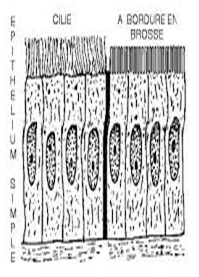 CILIE
A BORDURE EN
BROSSE
EPITHELIUM SIMPLE